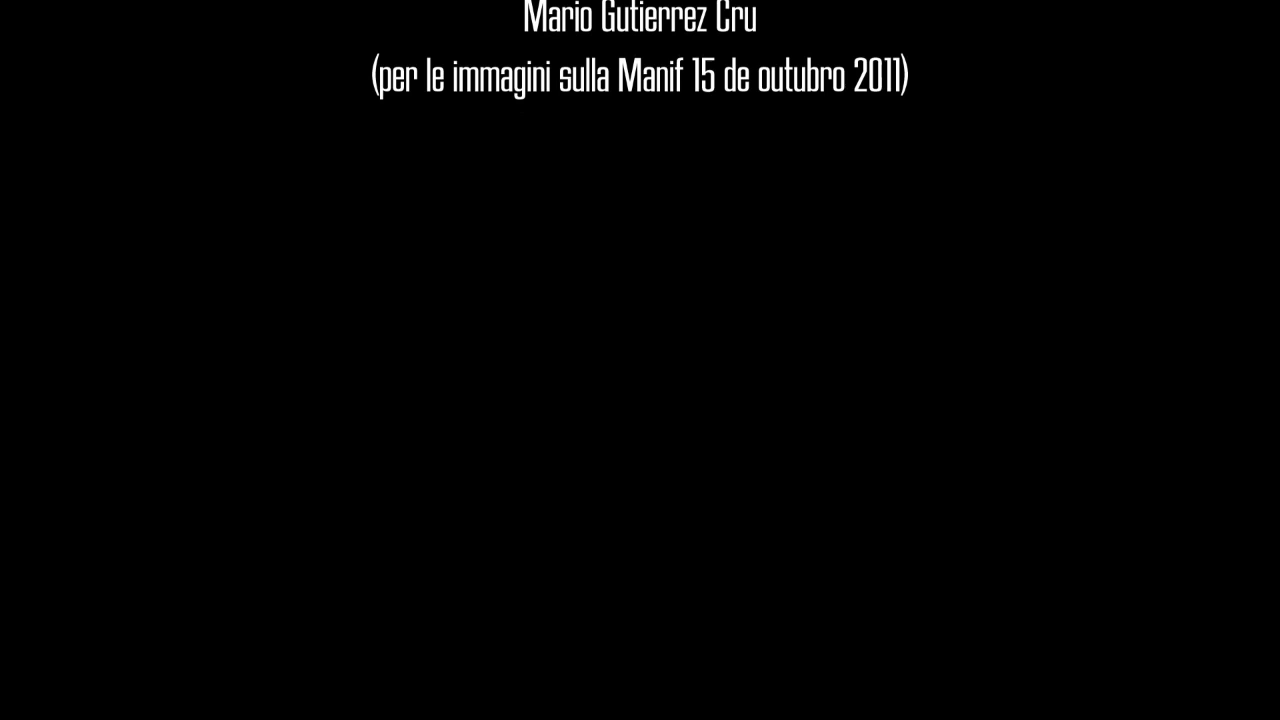 Mario Gutierrez Cru
(per le immagini sulla Manif 15 de outubro 2011)